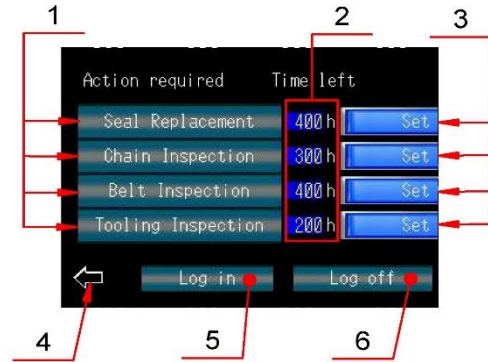 1 2 3
Action required Time left
Seal Replacement 400 h Set
Chain Inspection 300 h Set
Belt Inspection 400 h Set
Tooling Inspection 200 h Set
Log in Log off
4 5 6